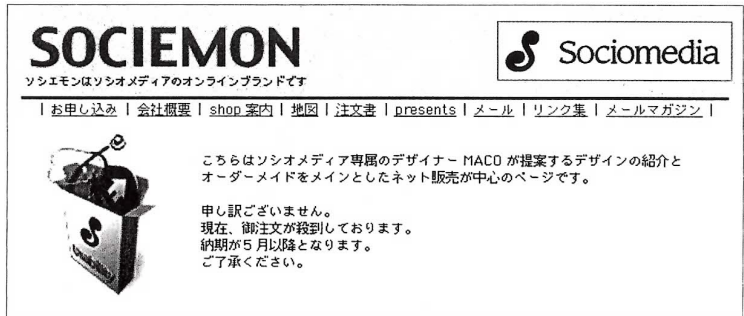 SOCIEMON
ソシエモンはソシオメディアのオンラインブランドです
Sociomedia
| お申し込み | 会社概要 | shop 案内 | 地図 | 注文書 | presents | メール | リンク集 | メールマガジン |
こちらはソシオメディア専属のデザイナー MACO が提案するデザインの紹介と
オーダーメイドをメインとしたネット販売が中心のページです。
申し訳ございません。
現在、御注文が殺到しております。
納期が5月以降となります。
ご了承ください。